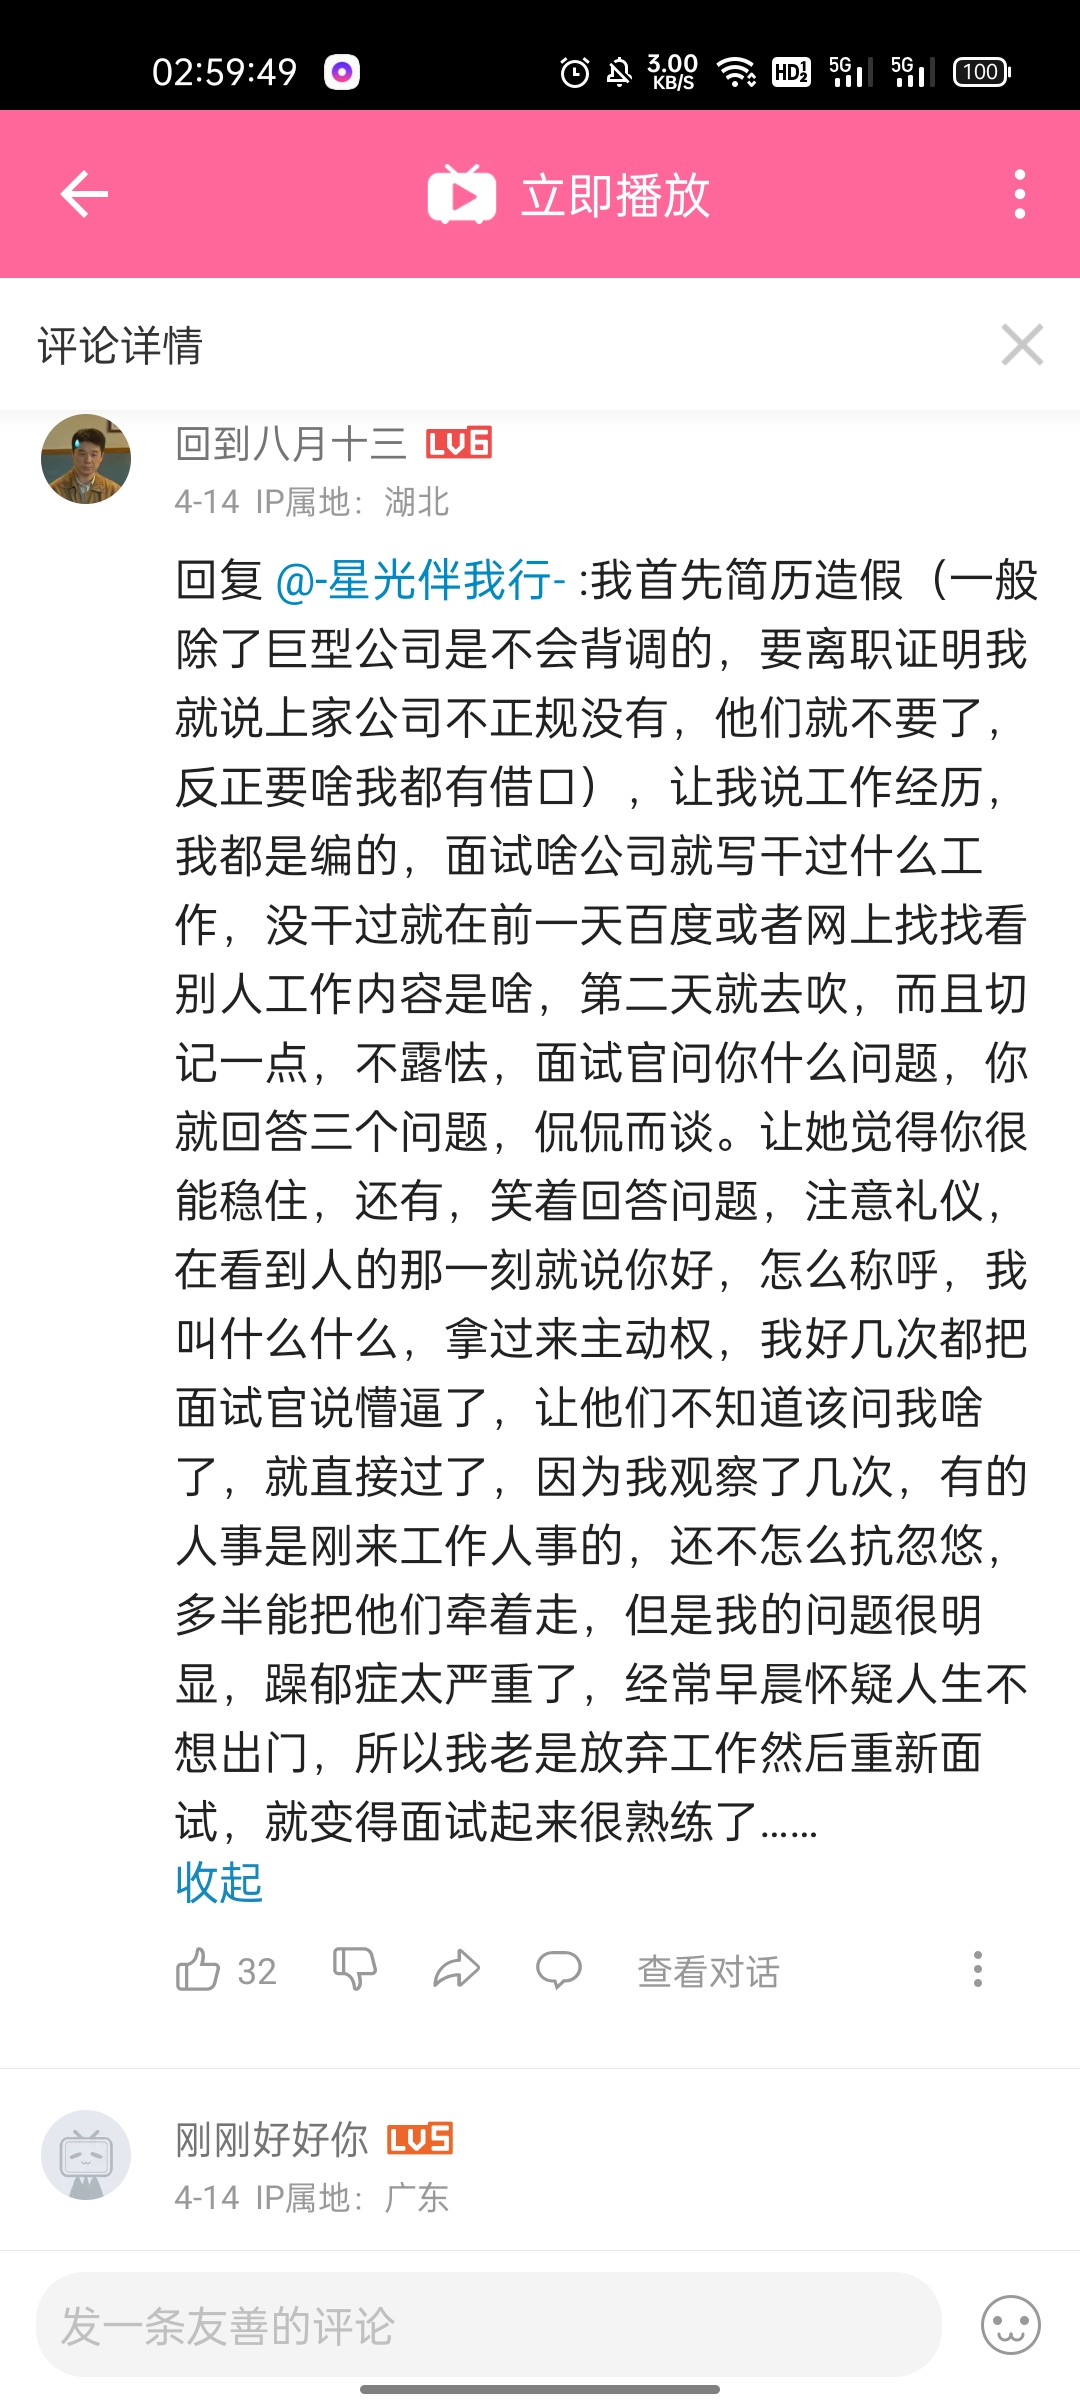 02:59:49 3.00 KB/S HD 1 2 5G 5G 100
立即播放
评论详情
回到八月十三 LV6
4-14 IP属地：湖北
回复 @-星光伴我行- :我首先简历造假（一般
除了巨型公司是不会背调的，要离职证明我
就说上家公司不正规没有，他们就不要了，
反正要啥我都有借口），让我说工作经历，
我都是编的，面试啥公司就写干过什么工
作，没干过就在前一天百度或者网上找找看
别人工作内容是啥，第二天就去吹，而且切
记一点，不露怯，面试官问你什么问题，你
就回答三个问题，侃侃而谈。让她觉得你很
能稳住，还有，笑着回答问题，注意礼仪，
在看到人的那一刻就说你好，怎么称呼，我
叫什么什么，拿过来主动权，我好几次都把
面试官说懵逼了，让他们不知道该问我啥
了，就直接过了，因为我观察了几次，有的
人事是刚来工作人事的，还不怎么抗忽悠，
多半能把他们牵着走，但是我的问题很明
显，躁郁症太严重了，经常早晨怀疑人生不
想出门，所以我老是放弃工作然后重新面
试，就变得面试起来很熟练了......
收起
32 查看对话
刚刚好好你 LV5
4-14 IP属地：广东
发一条友善的评论